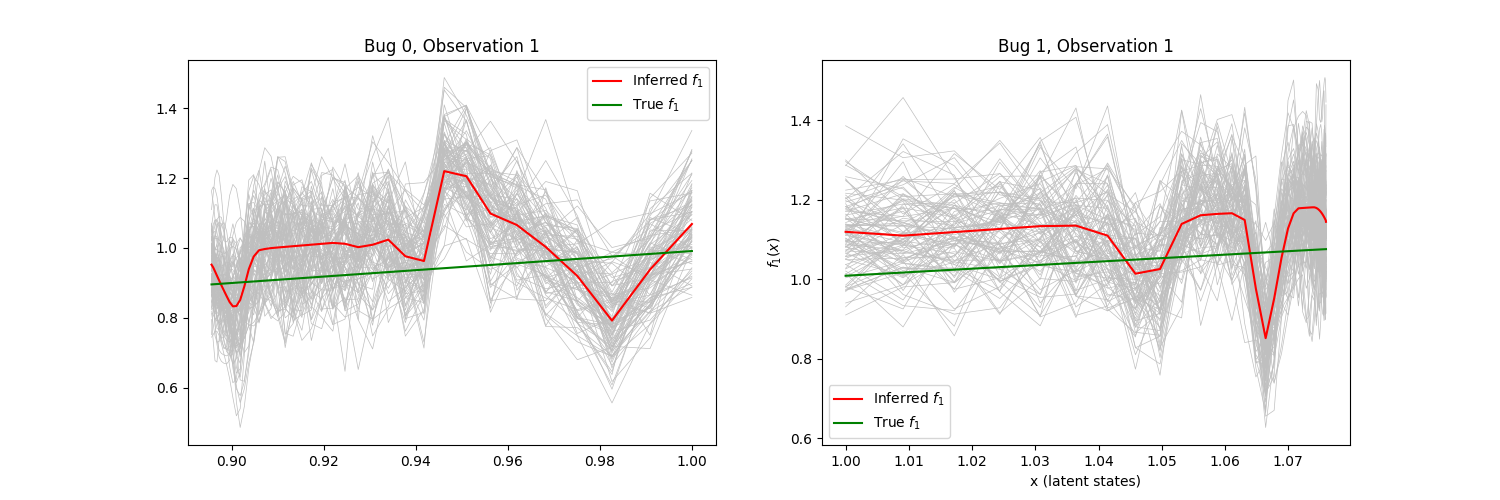 Bug 0, Observation 1
Inferred f₁
True f₁
1.4
1.2
1.0
0.8
0.6
0.90 0.92 0.94 0.96 0.98 1.00
Bug 1, Observation 1
f₁(x)
1.4
1.2
1.0
0.8
0.6
Inferred f₁
True f₁
1.00 1.01 1.02 1.03 1.04 1.05 1.06 1.07
x (latent states)